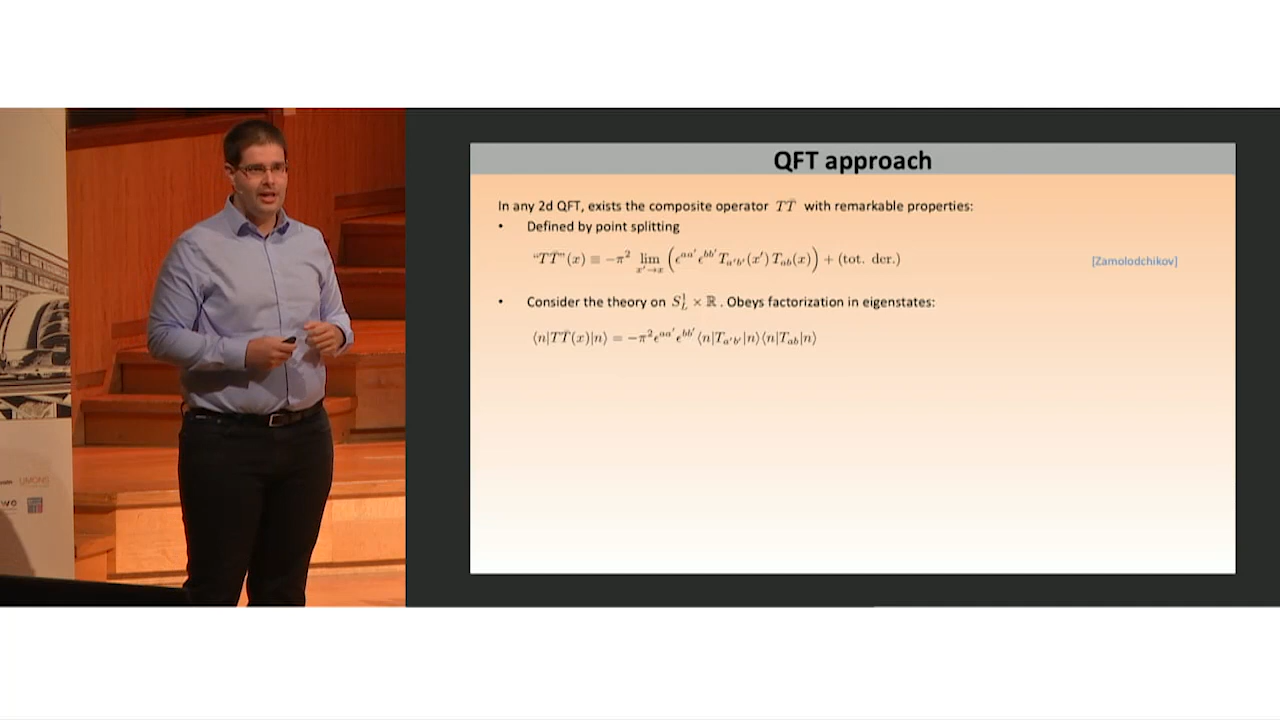 QFT approach
In any 2d QFT, exists the composite operator TT̄ with remarkable properties:
• Defined by point splitting
"TT̄"(x) ≡ −π² lim_{x'→x} (ϵ^{aa'} ϵ^{bb'} T_{a'b'}(x') T_{ab}(x)) + (tot. der.)
[Zamolodchikov]
• Consider the theory on S¹_L × ℝ. Obeys factorization in eigenstates:
⟨n|TT̄(x)|n⟩ = −π² ϵ^{aa'} ϵ^{bb'} ⟨n|T_{a'b'}|n⟩⟨n|T_{ab}|n⟩
UMONS